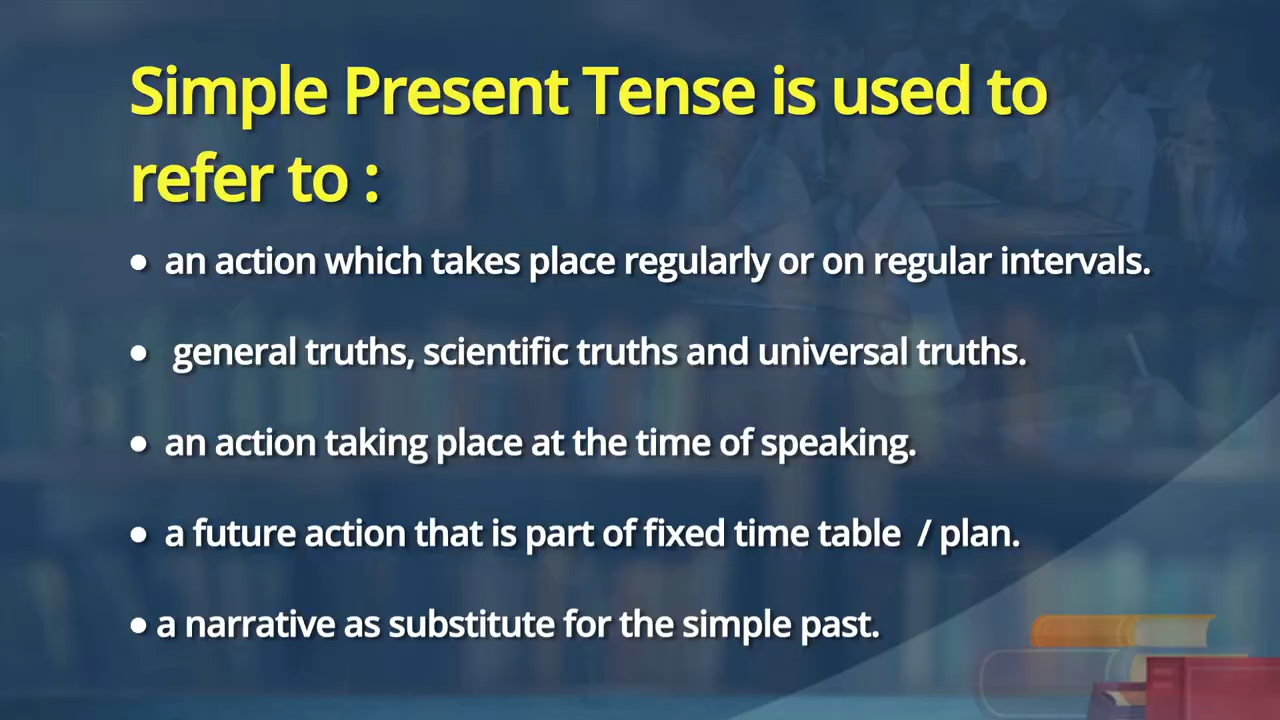 Simple Present Tense is used to
refer to :
• an action which takes place regularly or on regular intervals.
• general truths, scientific truths and universal truths.
• an action taking place at the time of speaking.
• a future action that is part of fixed time table / plan.
• a narrative as substitute for the simple past.